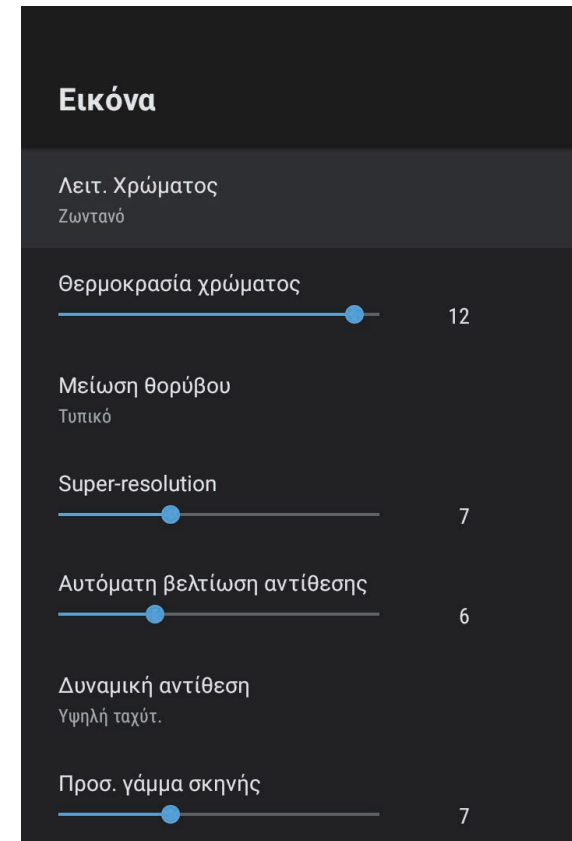 Εικόνα
Λειτ. Χρώματος
Ζωντανό
Θερμοκρασία χρώματος
12
Μείωση θορύβου
Τυπικό
Super-resolution
7
Αυτόματη βελτίωση αντίθεσης
6
Δυναμική αντίθεση
Υψηλή ταχύτ.
Προσ. γάμμα σκηνής
7